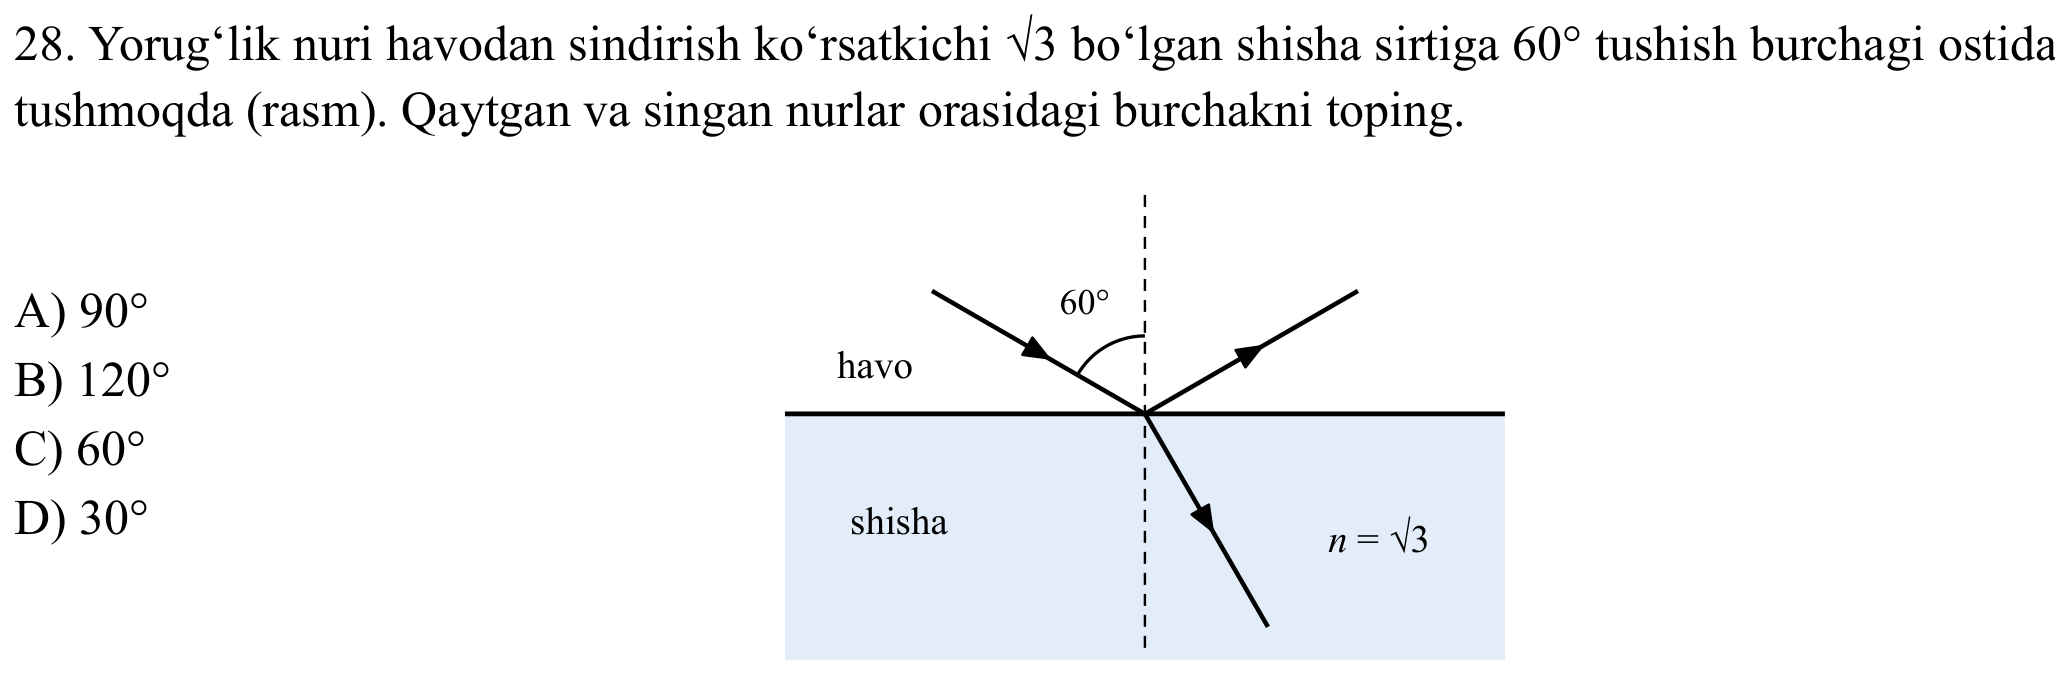 28. Yorug‘lik nuri havodan sindirish ko‘rsatkichi √3 bo‘lgan shisha sirtiga 60° tushish burchagi ostida
tushmoqda (rasm). Qaytgan va singan nurlar orasidagi burchakni toping.
A) 90°
B) 120°
C) 60°
D) 30°
60°
havo
shisha
n = √3